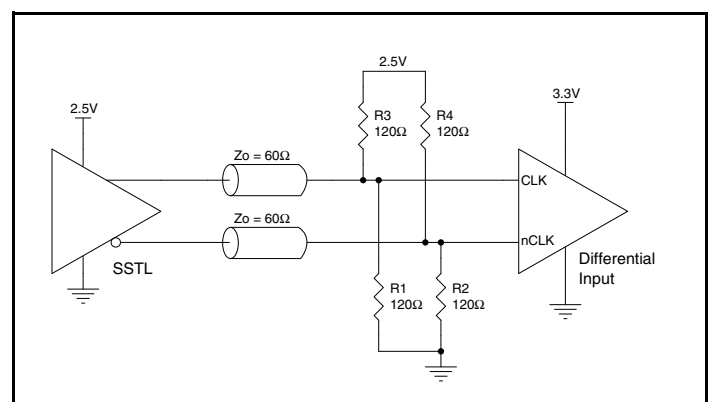 2.5V
2.5V
3.3V
R3
120Ω
R4
120Ω
Zo = 60Ω
CLK
Zo = 60Ω
nCLK
SSTL
Differential
Input
R1
120Ω
R2
120Ω